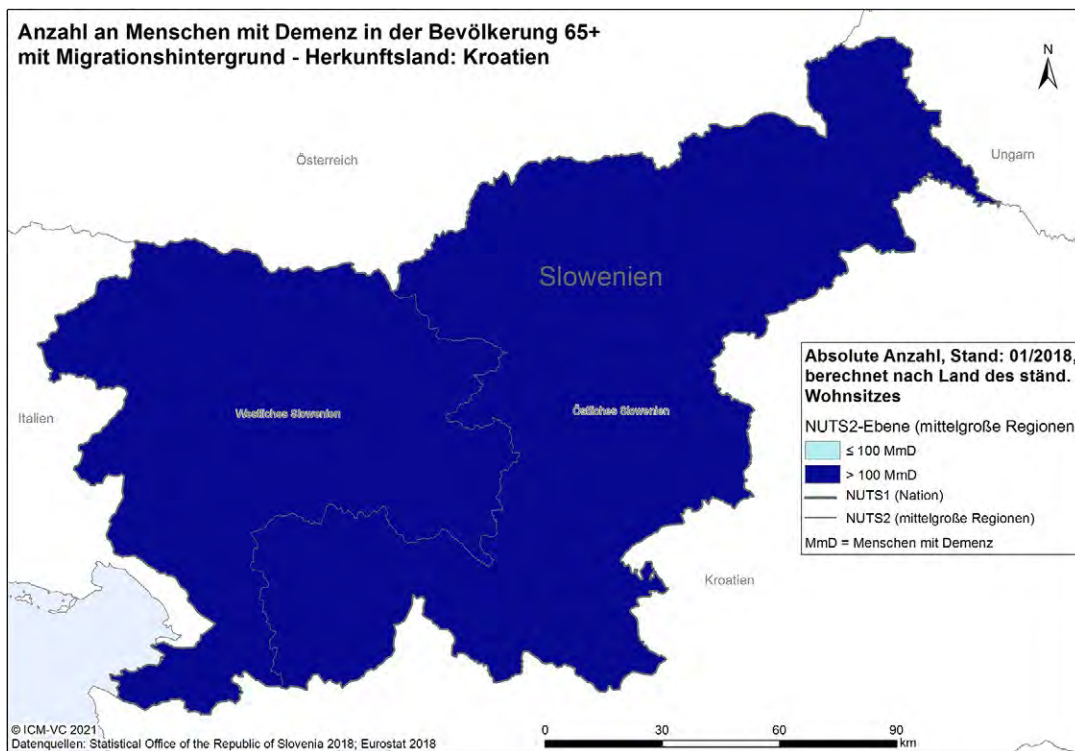 Anzahl an Menschen mit Demenz in der Bevölkerung 65+
mit Migrationshintergrund - Herkunftsland: Kroatien
N
Österreich
Ungarn
Slowenien
Absolute Anzahl, Stand: 01/2018,
berechnet nach Land des ständ.
Wohnsitzes
Italien
Westliches Slowenien
Östliches Slowenien
NUTS2-Ebene (mittelgroße Regionen)
≤ 100 MmD
> 100 MmD
NUTS1 (Nation)
NUTS2 (mittelgroße Regionen)
MmD = Menschen mit Demenz
Kroatien
© ICM-VC 2021
Datenquellen: Statistical Office of the Republic of Slovenia 2018; Eurostat 2018
0 30 60 90
km